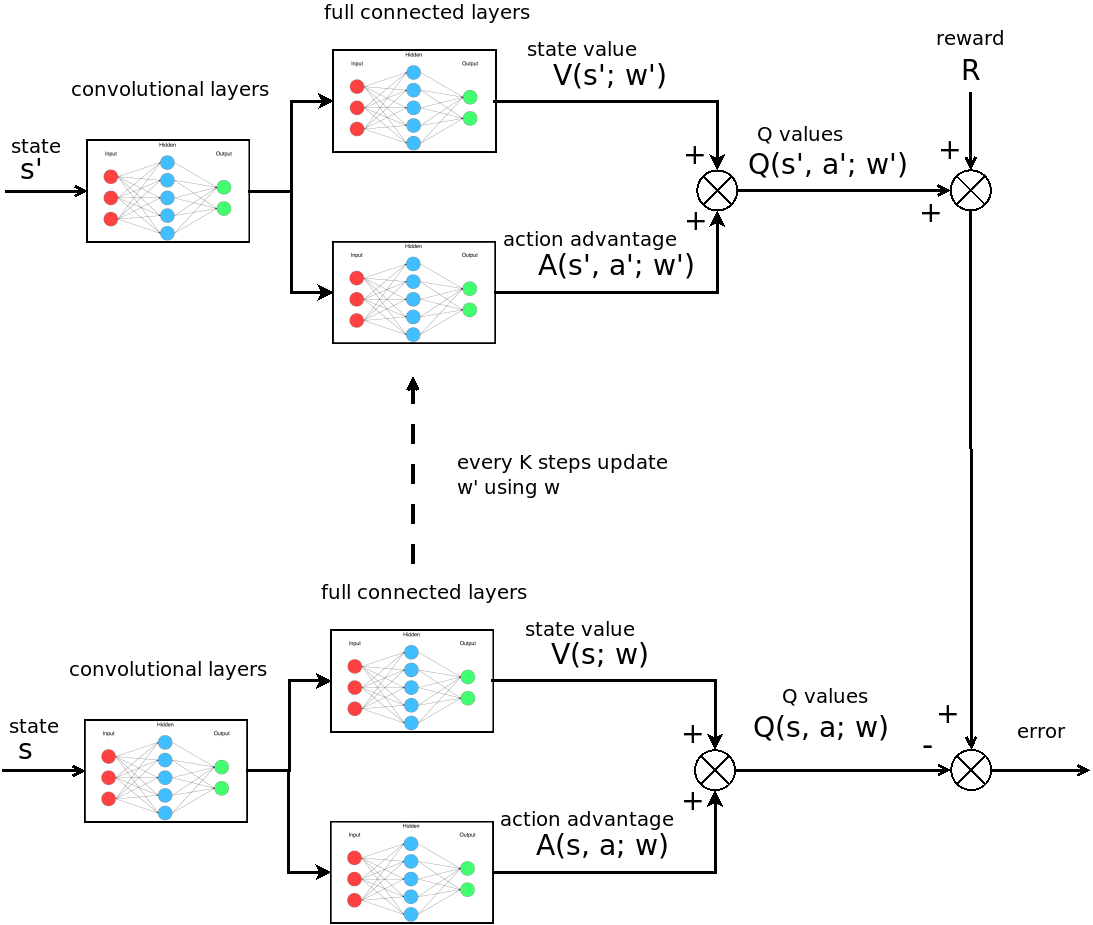 full connected layers
state value
V(s'; w')
reward
R
convolutional layers
Input
Hidden
Output
state
s'
Input
Hidden
Output
Q values
Q(s', a'; w')
+
+
+
+
action advantage
A(s', a'; w')
Input
Hidden
Output
every K steps update
w' using w
full connected layers
state value
V(s; w)
Input
Hidden
Output
convolutional layers
state
s
Input
Hidden
Output
Q values
Q(s, a; w)
+
+
+
-
error
action advantage
A(s, a; w)
Input
Hidden
Output